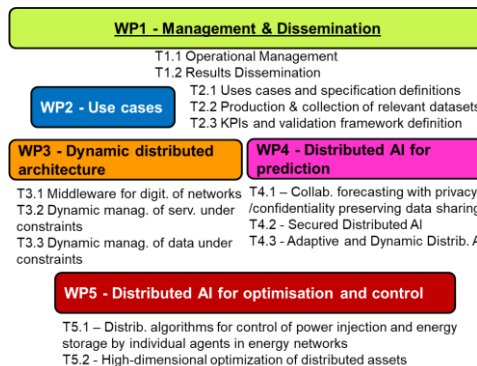 WP1 - Management & Dissemination
T1.1 Operational Management
T1.2 Results Dissemination
WP2 - Use cases
T2.1 Uses cases and specification definitions
T2.2 Production & collection of relevant datasets
T2.3 KPIs and validation framework definition
WP3 - Dynamic distributed
architecture
T3.1 Middleware for digit. of networks
T3.2 Dynamic manag. of serv. under
constraints
T3.3 Dynamic manag. of data under
constraints
WP4 - Distributed AI for
prediction
T4.1 – Collab. forecasting with privacy
/confidentiality preserving data sharing
T4.2 - Secured Distributed AI
T4.3 - Adaptive and Dynamic Distrib. A
WP5 - Distributed AI for optimisation and control
T5.1 – Distrib. algorithms for control of power injection and energy
storage by individual agents in energy networks
T5.2 - High-dimensional optimization of distributed assets